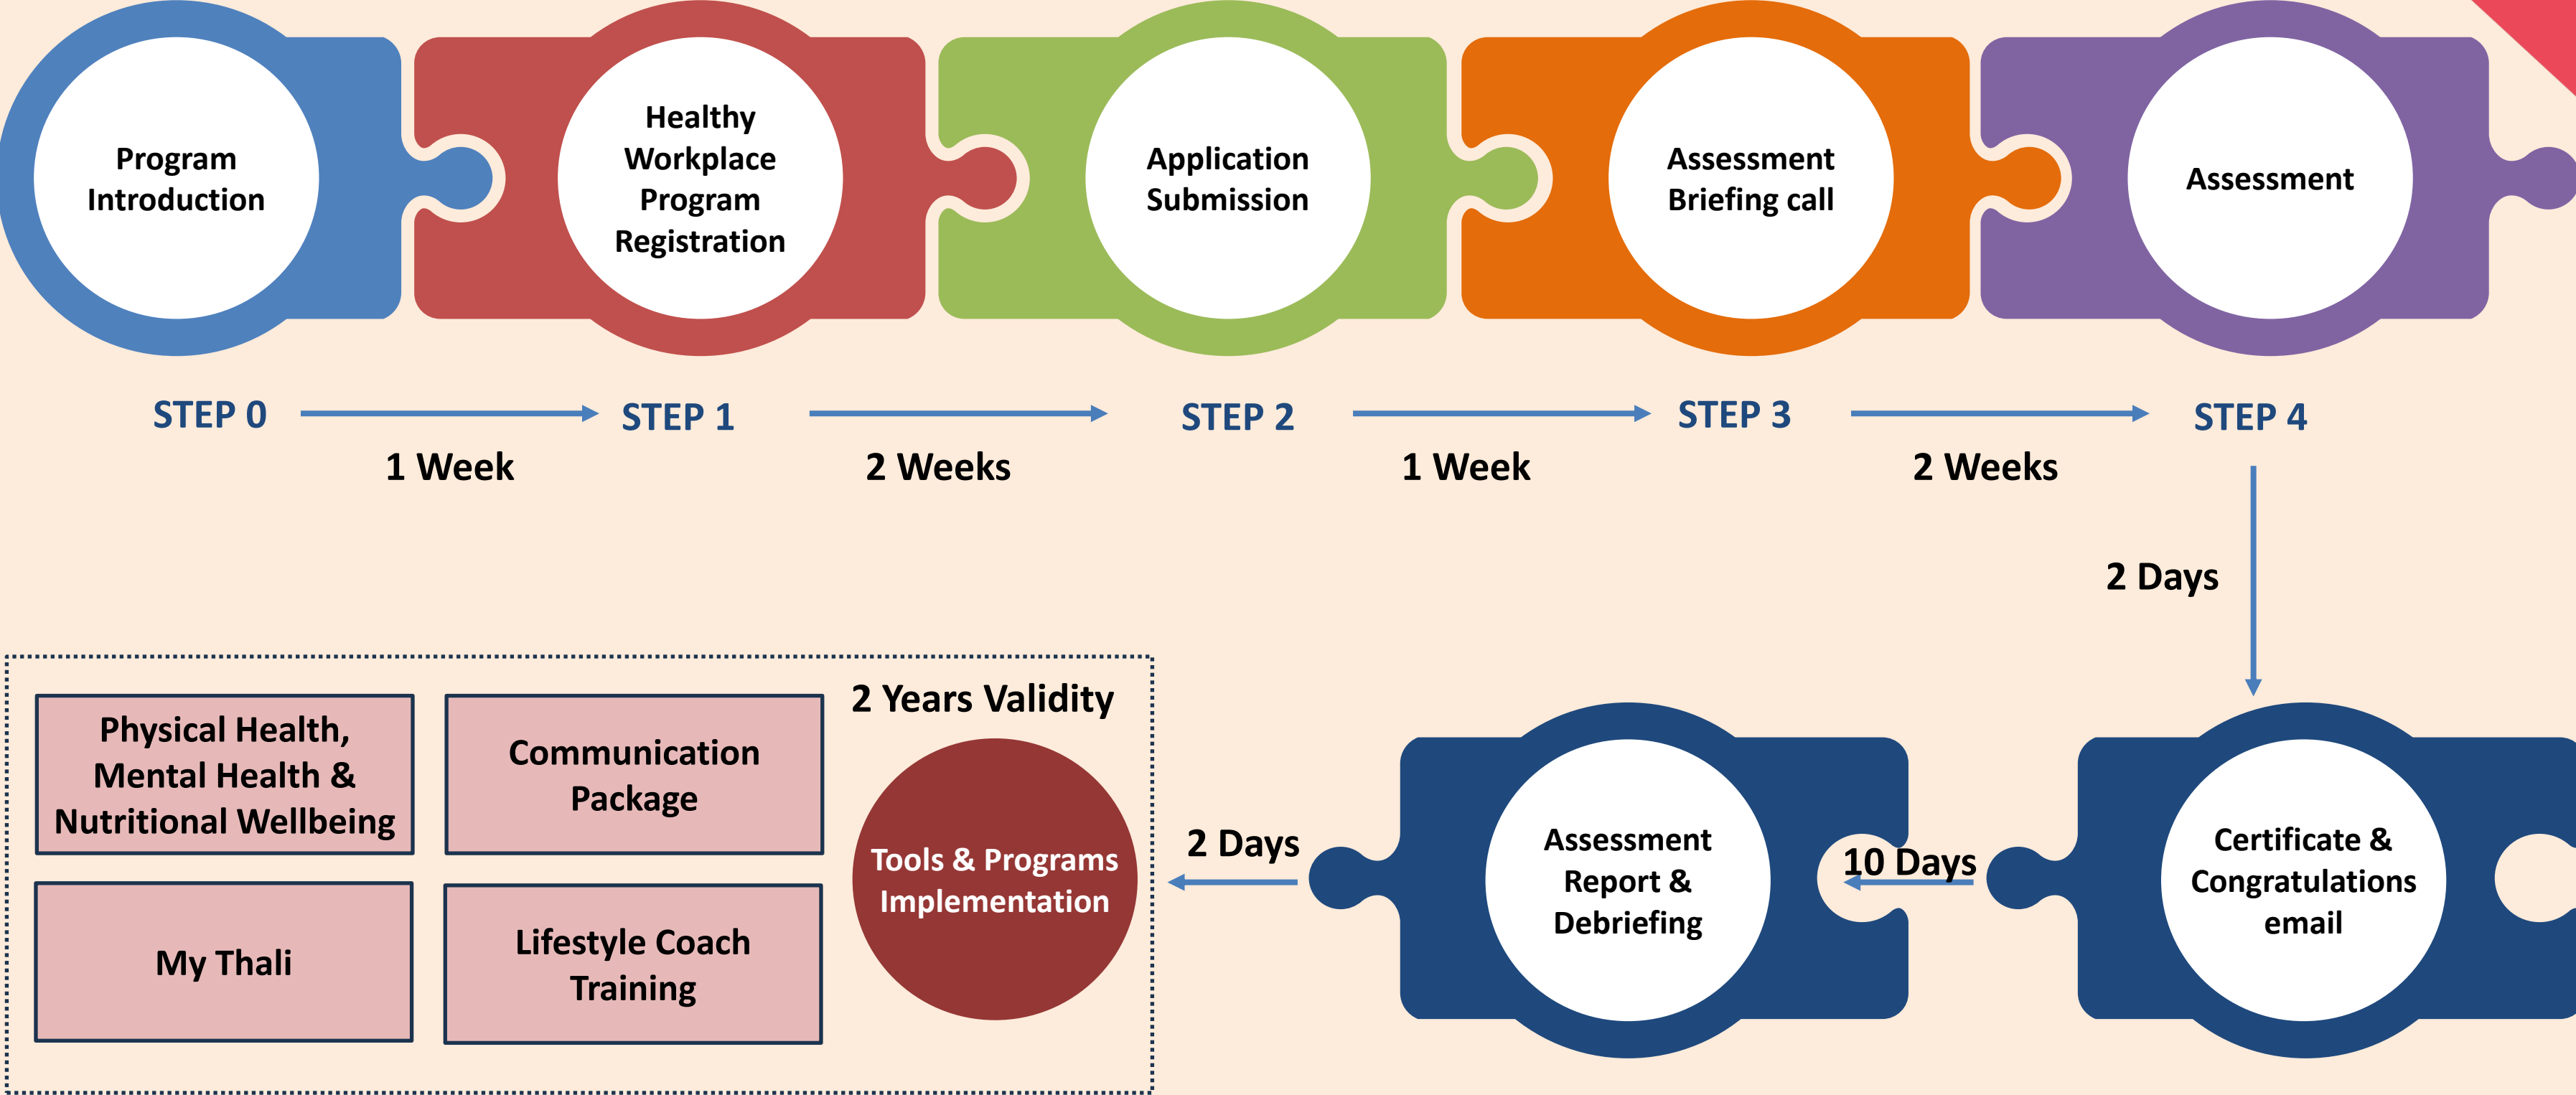 Program
Introduction
Healthy
Workplace
Program
Registration
Application
Submission
Assessment
Briefing call
Assessment
STEP 0
STEP 1
STEP 2
STEP 3
STEP 4
1 Week
2 Weeks
1 Week
2 Weeks
2 Days
Certificate &
Congratulations
email
10 Days
Assessment
Report &
Debriefing
2 Days
2 Years Validity
Tools & Programs
Implementation
Physical Health,
Mental Health &
Nutritional Wellbeing
Communication
Package
My Thali
Lifestyle Coach
Training